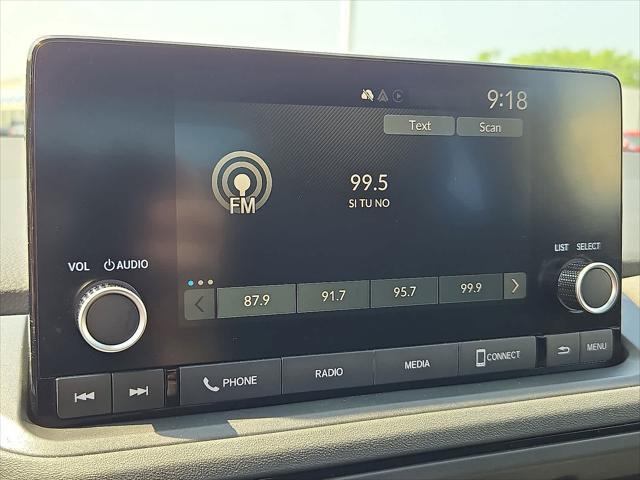 9:18
Text Scan
FM
99.5
SI TU NO
87.9 91.7 95.7 99.9
VOL AUDIO
LIST SELECT
PHONE RADIO MEDIA CONNECT MENU